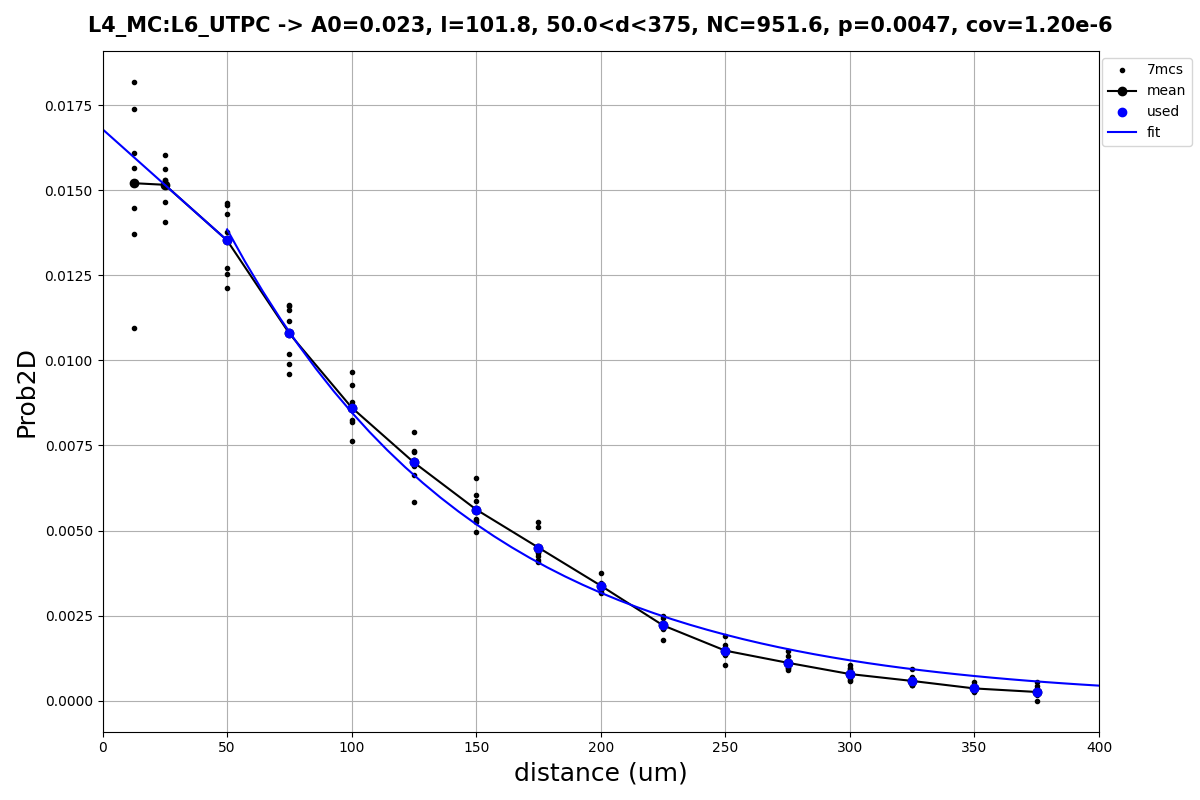 L4_MC:L6_UTPC -> A0=0.023, l=101.8, 50.0<d<375, NC=951.6, p=0.0047, cov=1.20e-6
7mcs
mean
used
fit
0.0175
0.0150
0.0125
0.0100
0.0075
0.0050
0.0025
0.0000
Prob2D
0 50 100 150 200 250 300 350 400
distance (um)